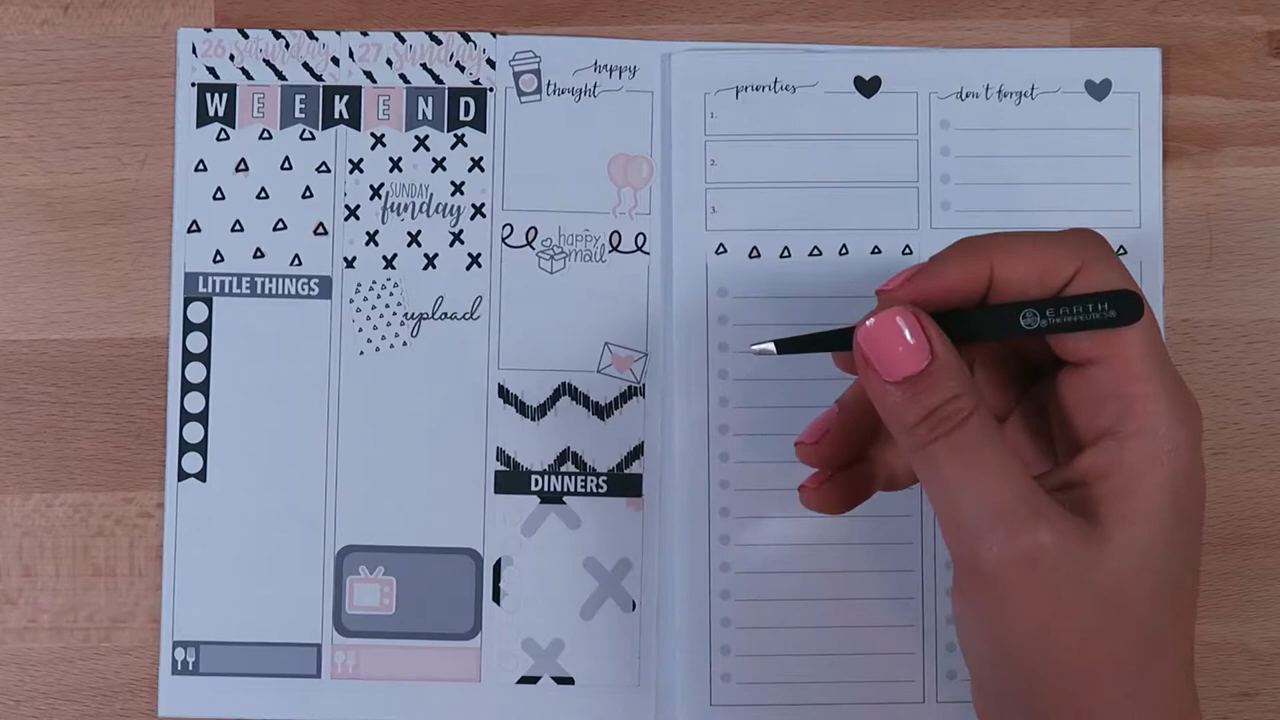 26 saturday
27 sunday
WEEKEND
SUNDAY
funday
LITTLE THINGS
upload
happy
thought
happy
mail
DINNERS
priorities
1.
2.
3.
don't forget
EARTH
THERAPEUTICS®